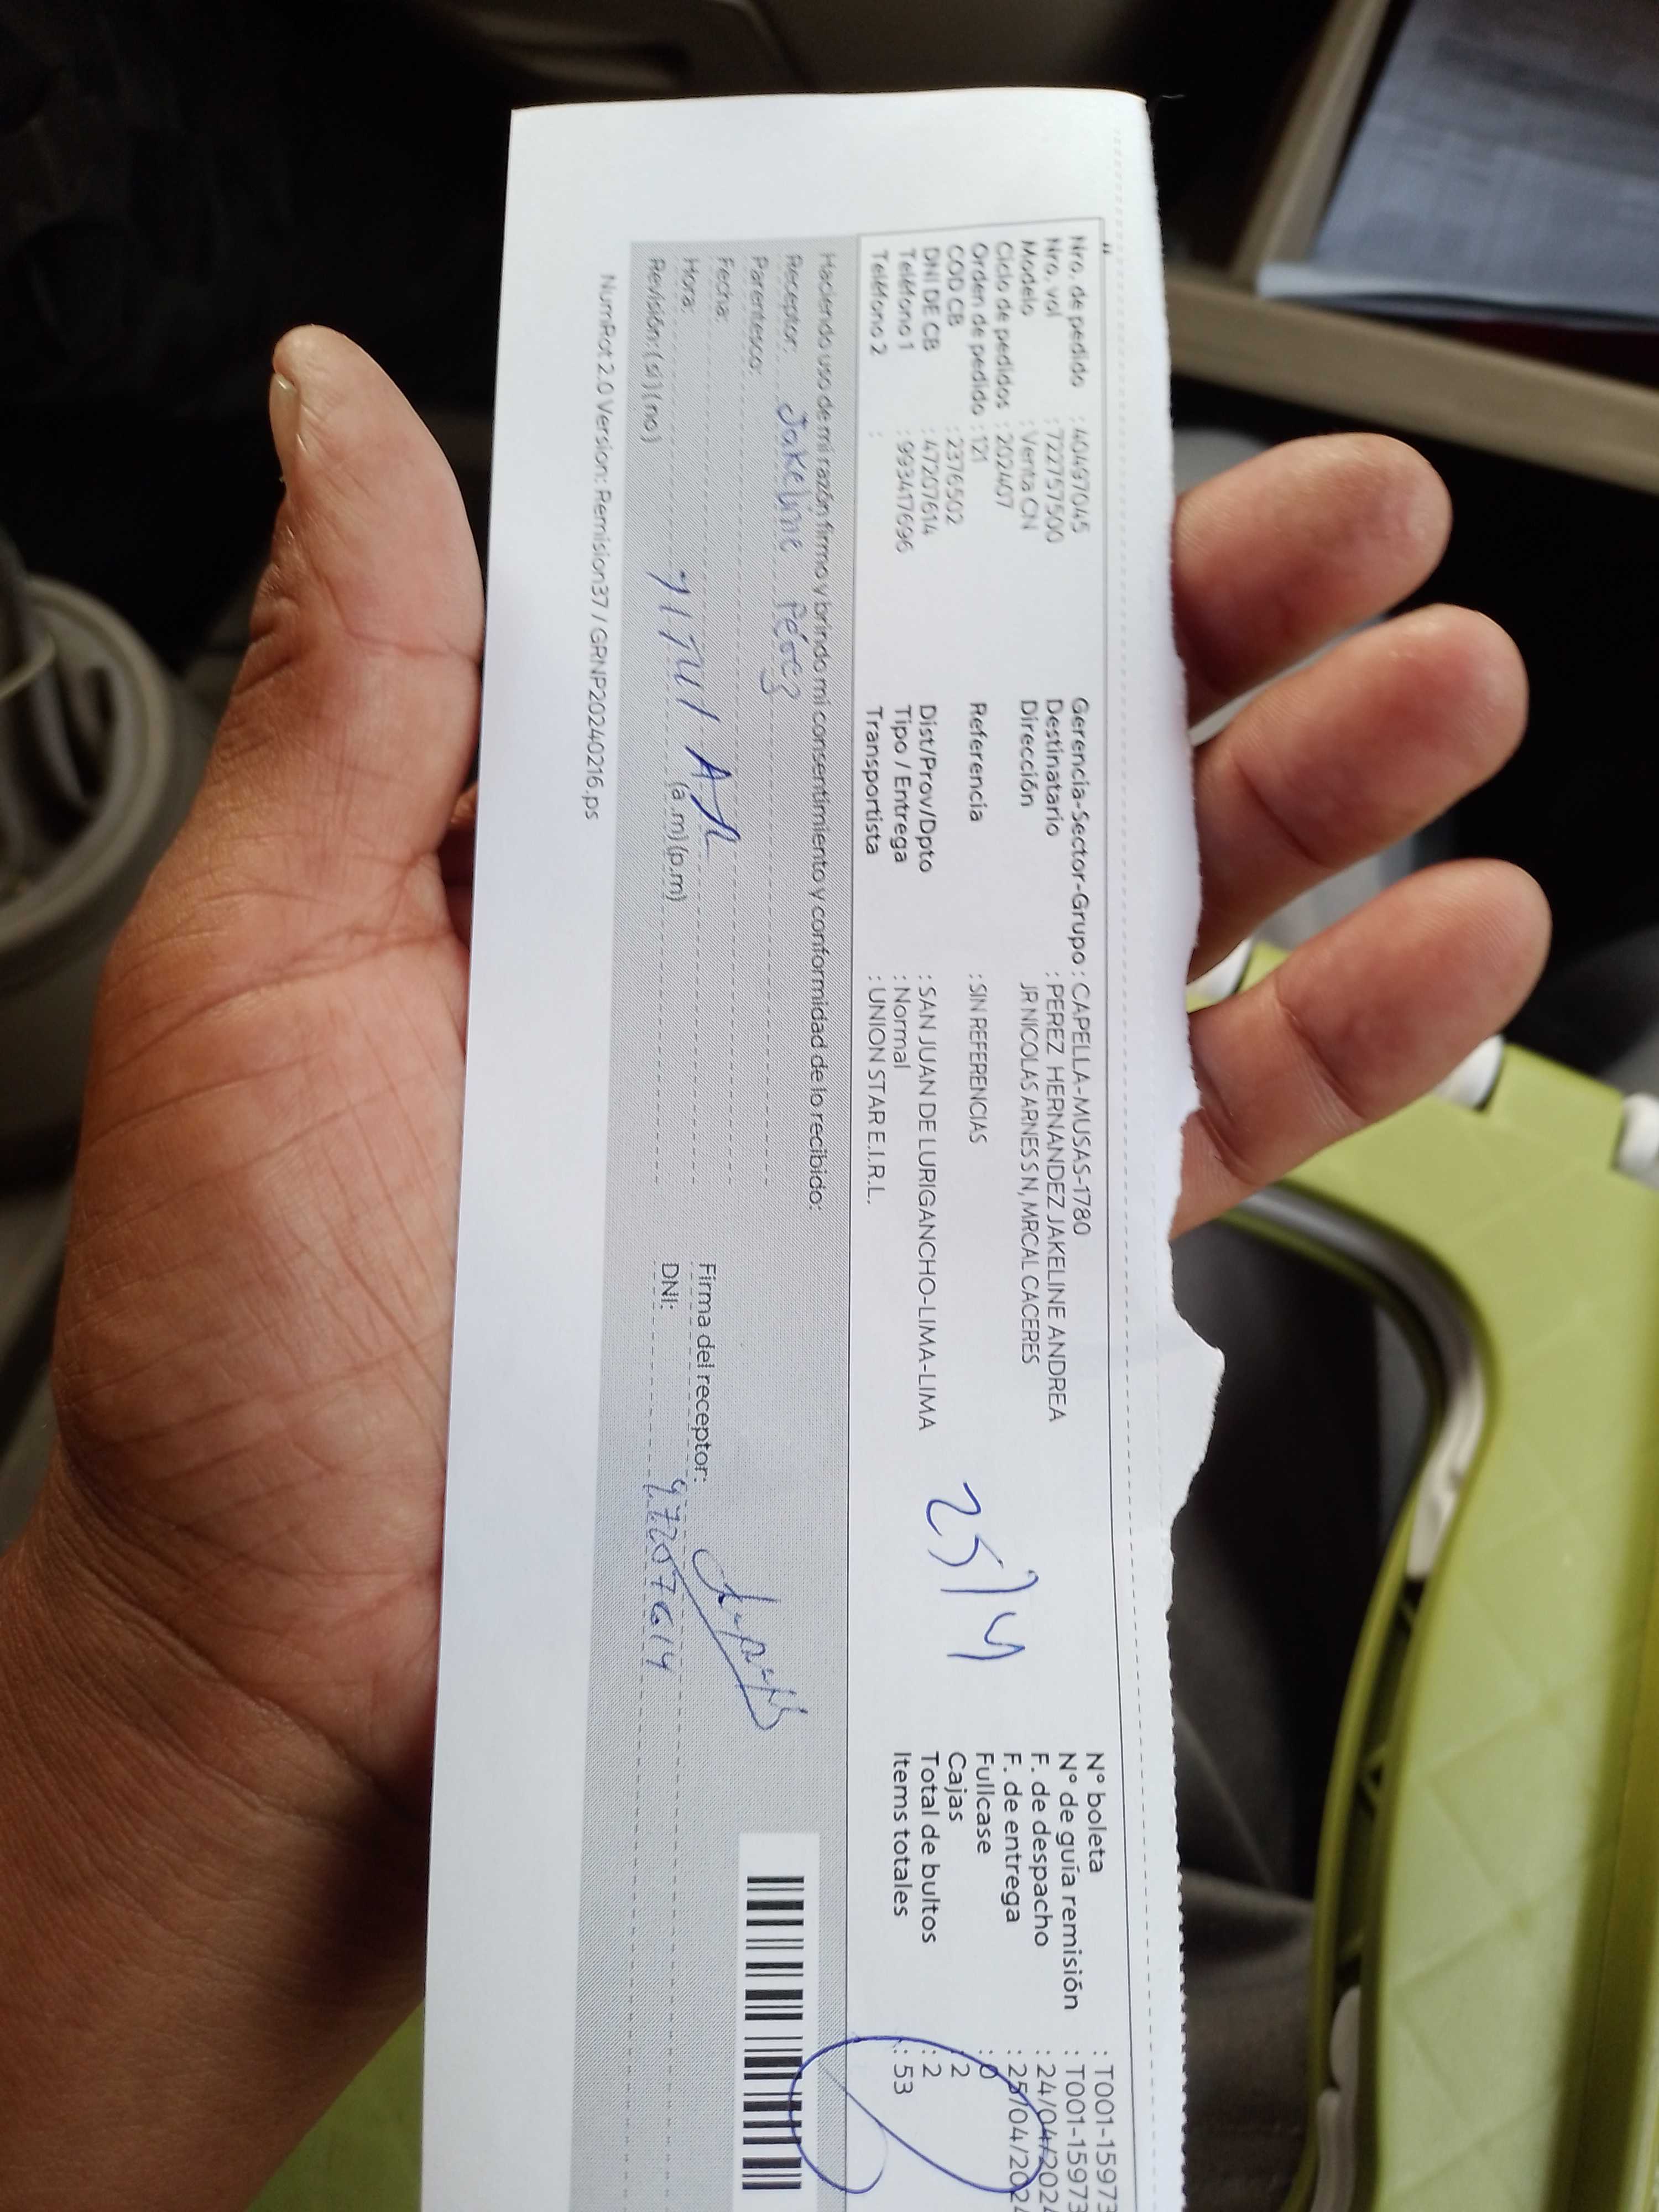 Nro. de pedido : 404497045
Nro. vol : 722757500
Modelo : Venta CN
Ciclo de pedidos : 202407
Orden de pedido : 121
COD CB : 2376502
DNI DE CB : 47207614
Teléfono 1 : 993417696
Teléfono 2 :
Gerencia-Sector-Grupo : CAPELLA-MUSAS-1780
Destinatario : PEREZ HERNANDEZ JAKELINE ANDREA
Dirección JR NICOLAS ARNES S N, MRCAL CACERES
Referencia : SIN REFERENCIAS
Dist/Prov/Dpto : SAN JUAN DE LURIGANCHO-LIMA-LIMA
Tipo / Entrega : Normal
Transportista : UNION STAR E.I.R.L.
25/4
N° boleta : T001-15973
N° de guía remisión : T001-15973
F. de despacho : 24/04/2024
F. de entrega : 25/04/2024
Fullcase : 0
Cajas : 2
Total de bultos : 2
Items totales : 53
Haciendo uso de mi razón firmo y brindo mi consentimiento y conformidad de lo recibido:
Receptor: Jakeline Pérez
Parentesco:
Fecha:
Hora: (a.m) (p.m)
Revisión: (si) (no)
Firma del receptor:
DNI: 47207614
NumRot 2.0 Version: Remision37 / GRNP20240216.ps